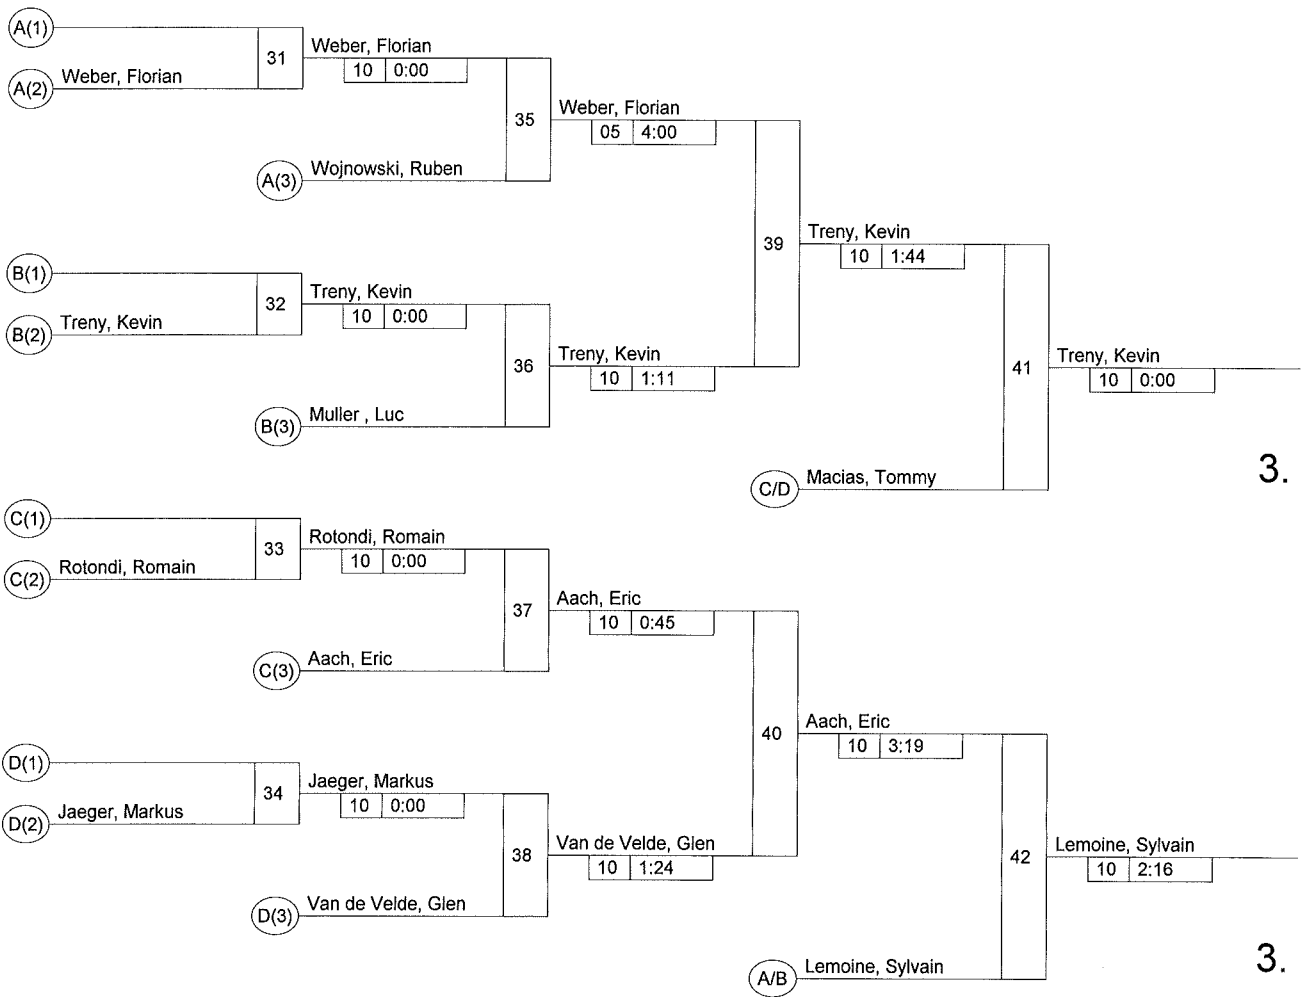 A(1)
31
Weber, Florian
10 0:00
A(2) Weber, Florian
35
Weber, Florian
05 4:00
A(3) Wojnowski, Ruben
39
Treny, Kevin
10 1:44
B(1)
32
Treny, Kevin
10 0:00
B(2) Treny, Kevin
36
Treny, Kevin
10 1:11
41
Treny, Kevin
10 0:00
B(3) Muller , Luc
3.
C/D Macias, Tommy
C(1)
33
Rotondi, Romain
10 0:00
C(2) Rotondi, Romain
37
Aach, Eric
10 0:45
C(3) Aach, Eric
40
Aach, Eric
10 3:19
D(1)
34
Jaeger, Markus
10 0:00
D(2) Jaeger, Markus
38
Van de Velde, Glen
10 1:24
42
Lemoine, Sylvain
10 2:16
D(3) Van de Velde, Glen
3.
A/B Lemoine, Sylvain